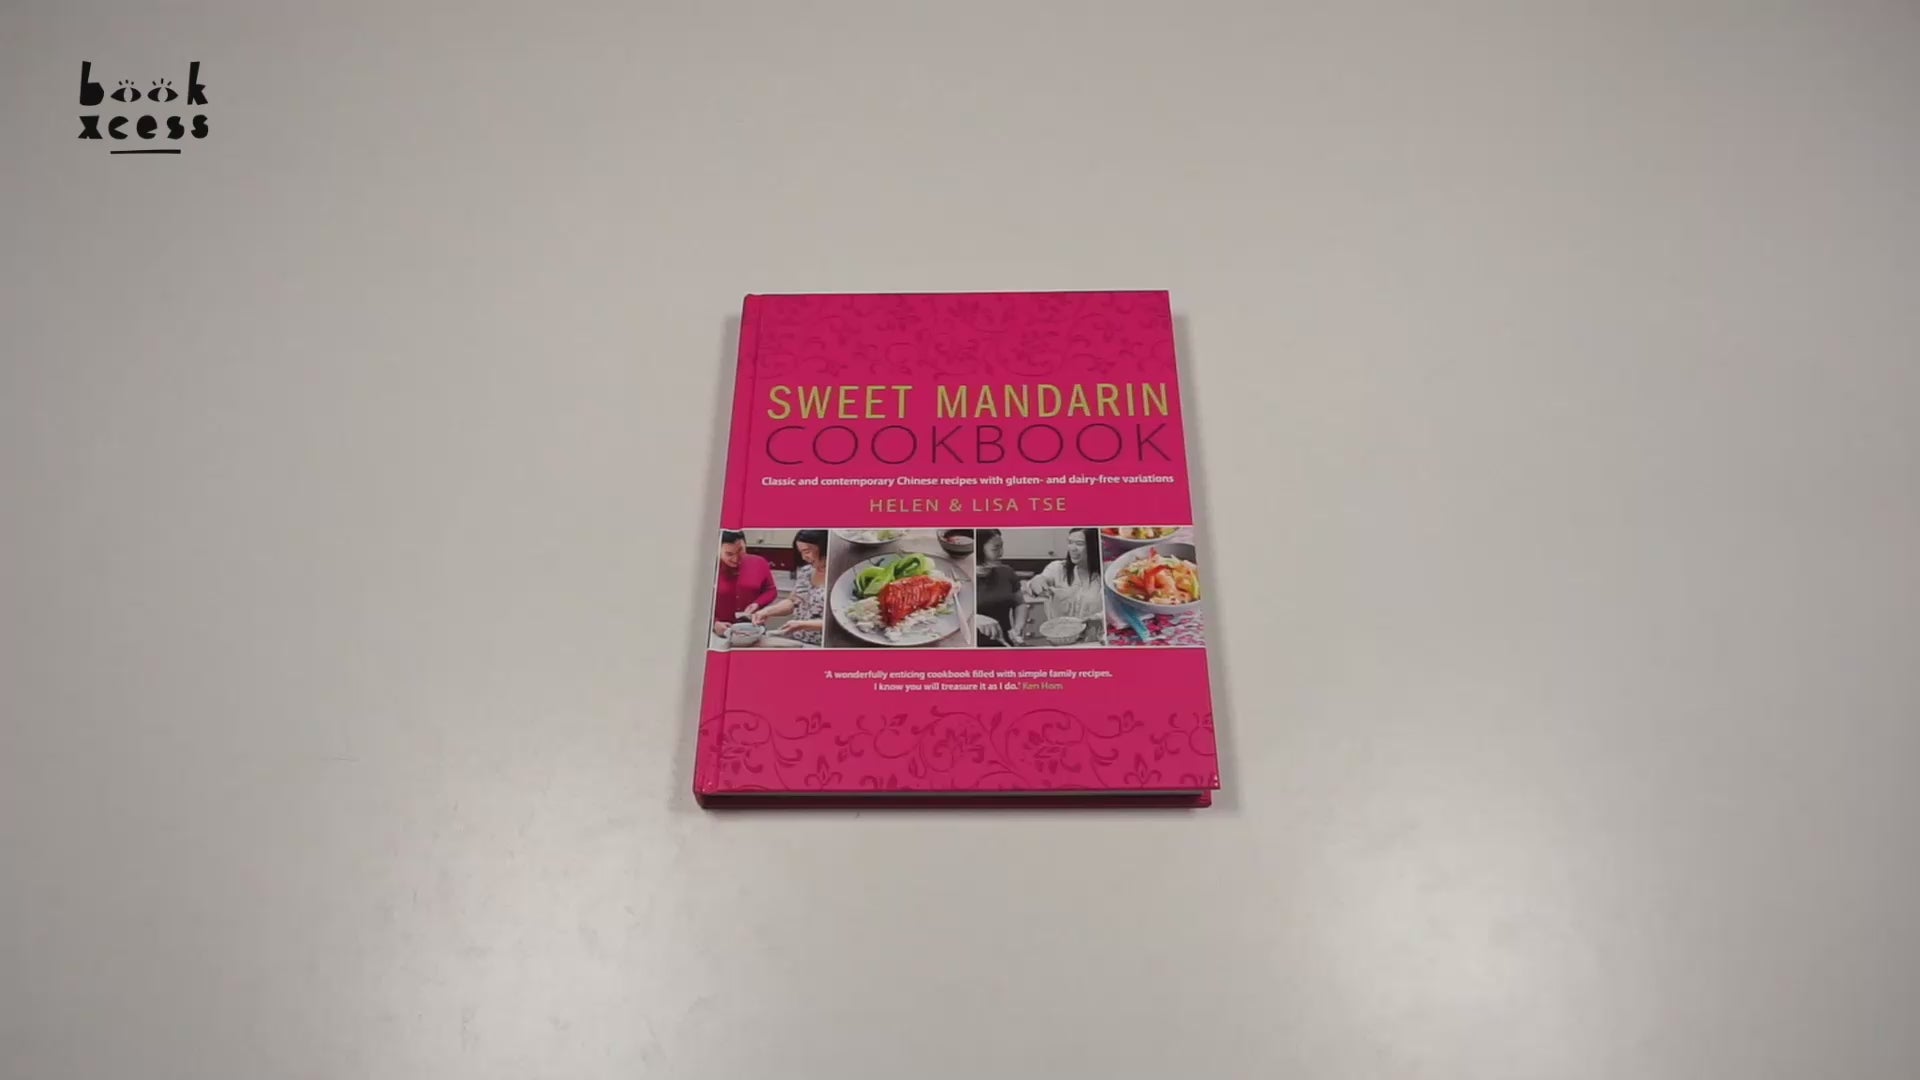 book
xcess
SWEET MANDARIN
COOKBOOK
Classic and contemporary Chinese recipes with gluten- and dairy-free variations
HELEN & LISA TSE
'A wonderfully enticing cookbook filled with simple family recipes.
I know you will treasure it as I do.' Ken Hom